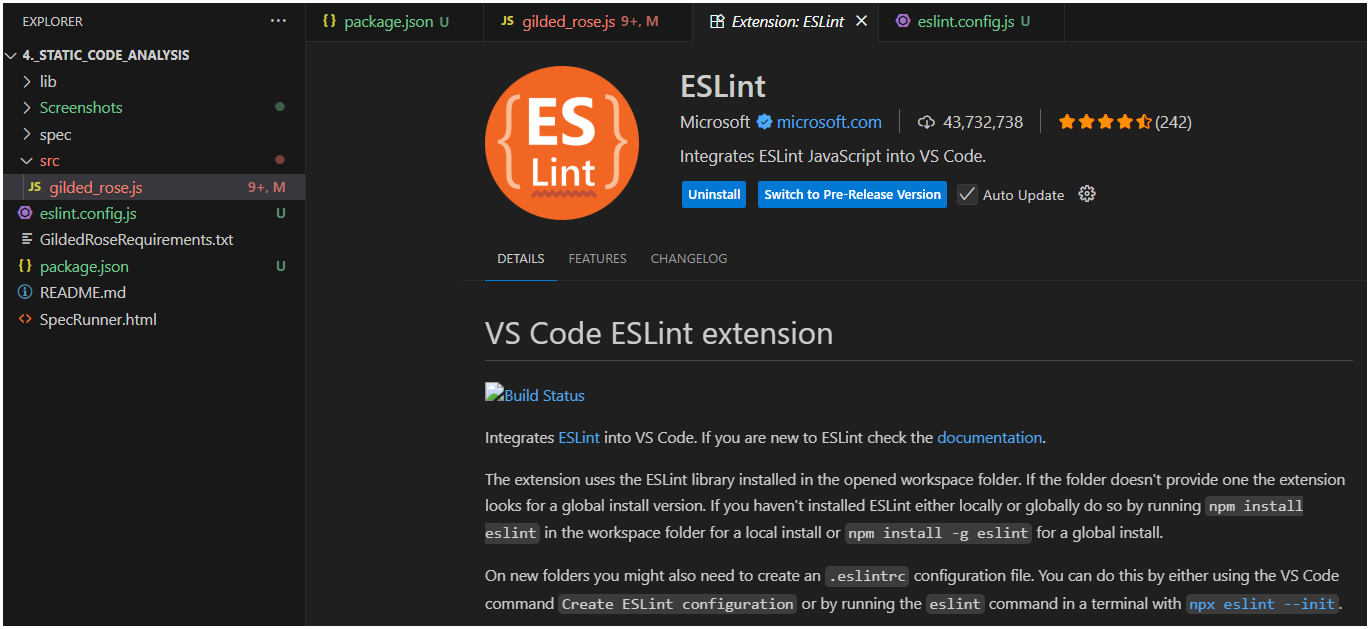 EXPLORER
···
4._STATIC_CODE_ANALYSIS
lib
Screenshots
spec
src
JS gilded_rose.js 9+, M
eslint.config.js U
GildedRoseRequirements.txt
{} package.json U
README.md
<> SpecRunner.html
{} package.json U
JS gilded_rose.js 9+, M
Extension: ESLint
eslint.config.js U
{ES}
Lint
ESLint
Microsoft microsoft.com 43,732,738 (242)
Integrates ESLint JavaScript into VS Code.
Uninstall Switch to Pre-Release Version Auto Update
DETAILS FEATURES CHANGELOG
VS Code ESLint extension
Build Status
Integrates ESLint into VS Code. If you are new to ESLint check the documentation.
The extension uses the ESLint library installed in the opened workspace folder. If the folder doesn't provide one the extension
looks for a global install version. If you haven't installed ESLint either locally or globally do so by running npm install
eslint in the workspace folder for a local install or npm install -g eslint for a global install.
On new folders you might also need to create an .eslintrc configuration file. You can do this by either using the VS Code
command Create ESLint configuration or by running the eslint command in a terminal with npx eslint --init.